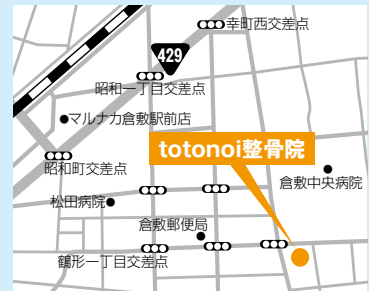 幸町西交差点
429
昭和一丁目交差点
マルナカ倉敷駅前店
totonoi整骨院
昭和町交差点
倉敷中央病院
松田病院
倉敷郵便局
鶴形一丁目交差点